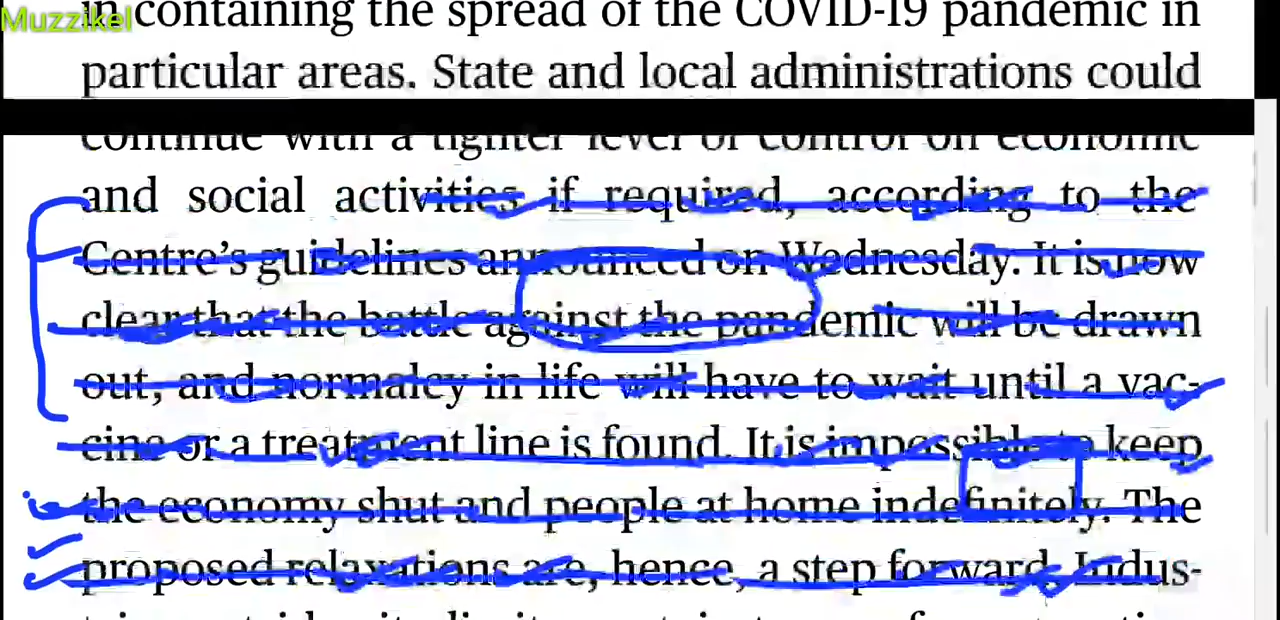 Muzzikel
in containing the spread of the COVID-19 pandemic in
particular areas. State and local administrations could
continue with a tighter level of control on economic
and social activities if required, according to the
Centre's guidelines announced on Wednesday. It is now
clear that the battle against the pandemic will be drawn
out, and normalcy in life will have to wait until a vac-
cine or a treatment line is found. It is impossible to keep
the economy shut and people at home indefinitely. The
proposed relaxations are, hence, a step forward. Indus-